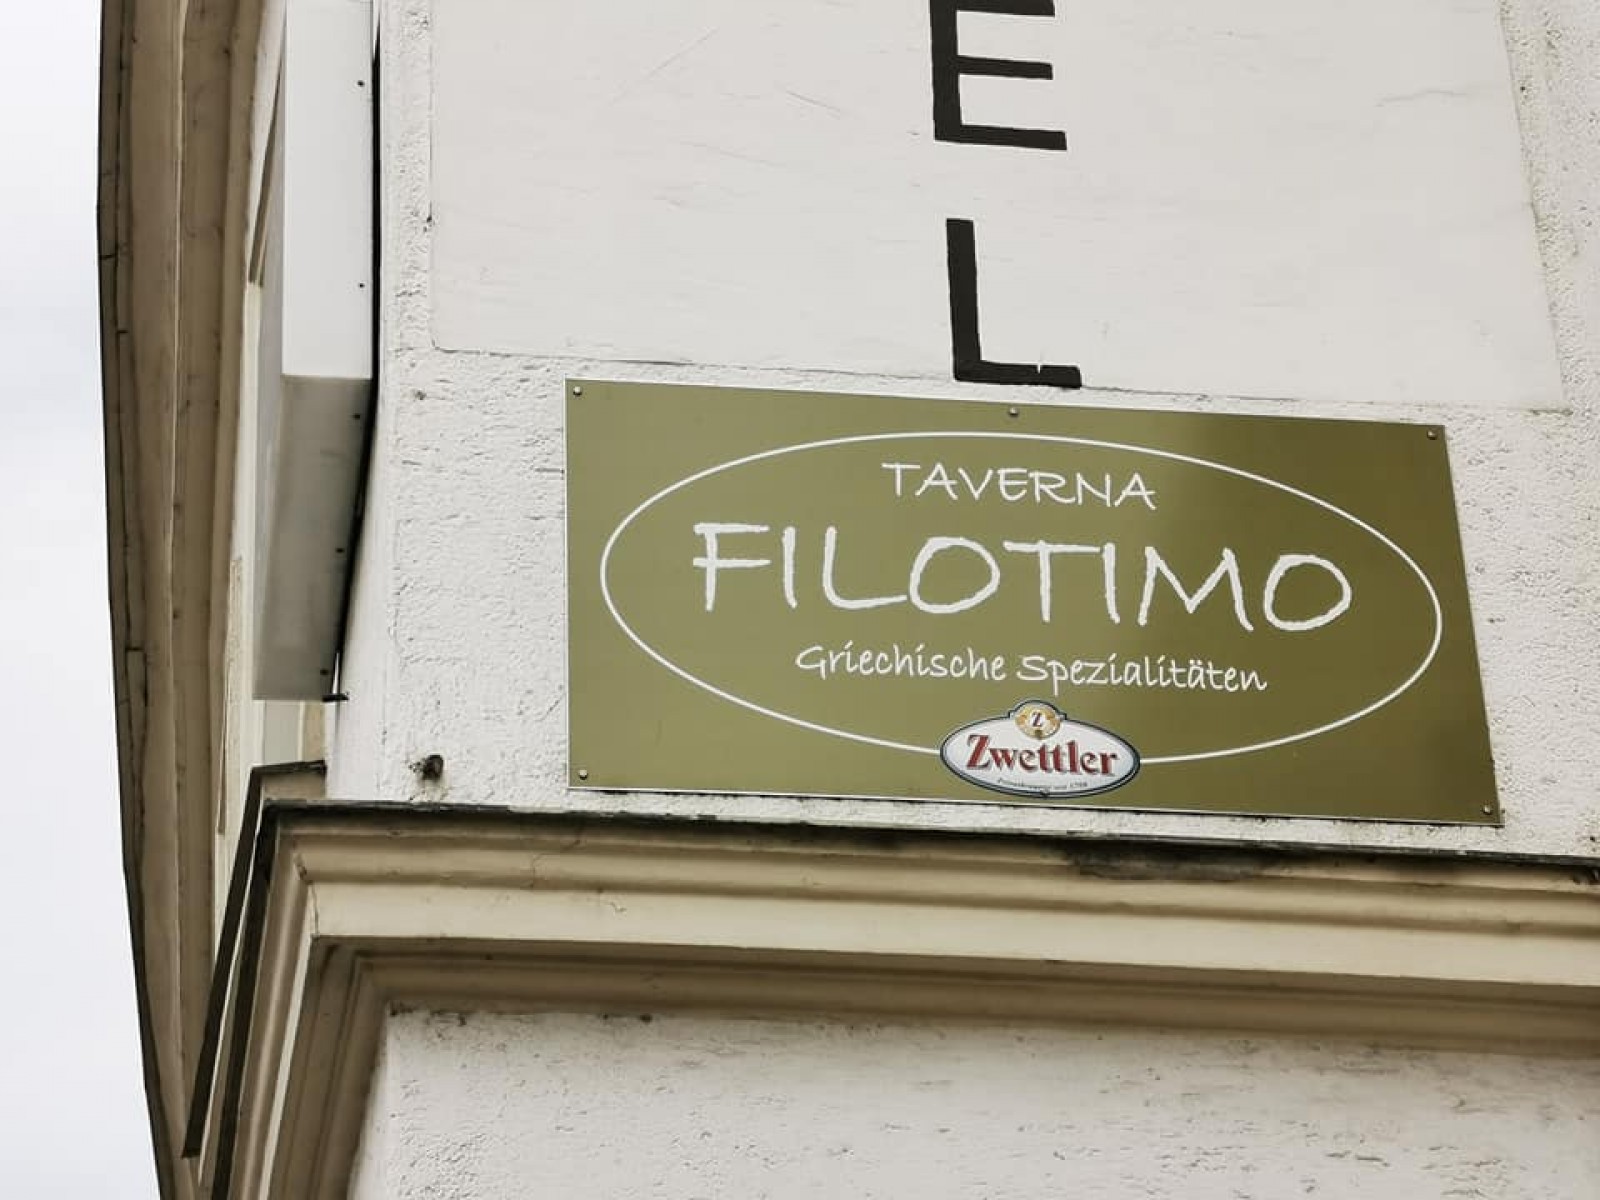 E
L
TAVERNA
FILOTIMO
Griechische Spezialitäten
Z
Zwettler